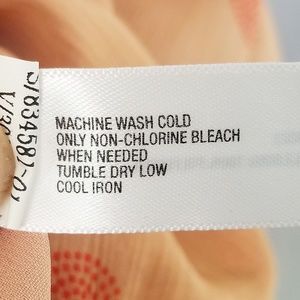 MACHINE WASH COLD
ONLY NON-CHLORINE BLEACH
WHEN NEEDED
TUMBLE DRY LOW
COOL IRON